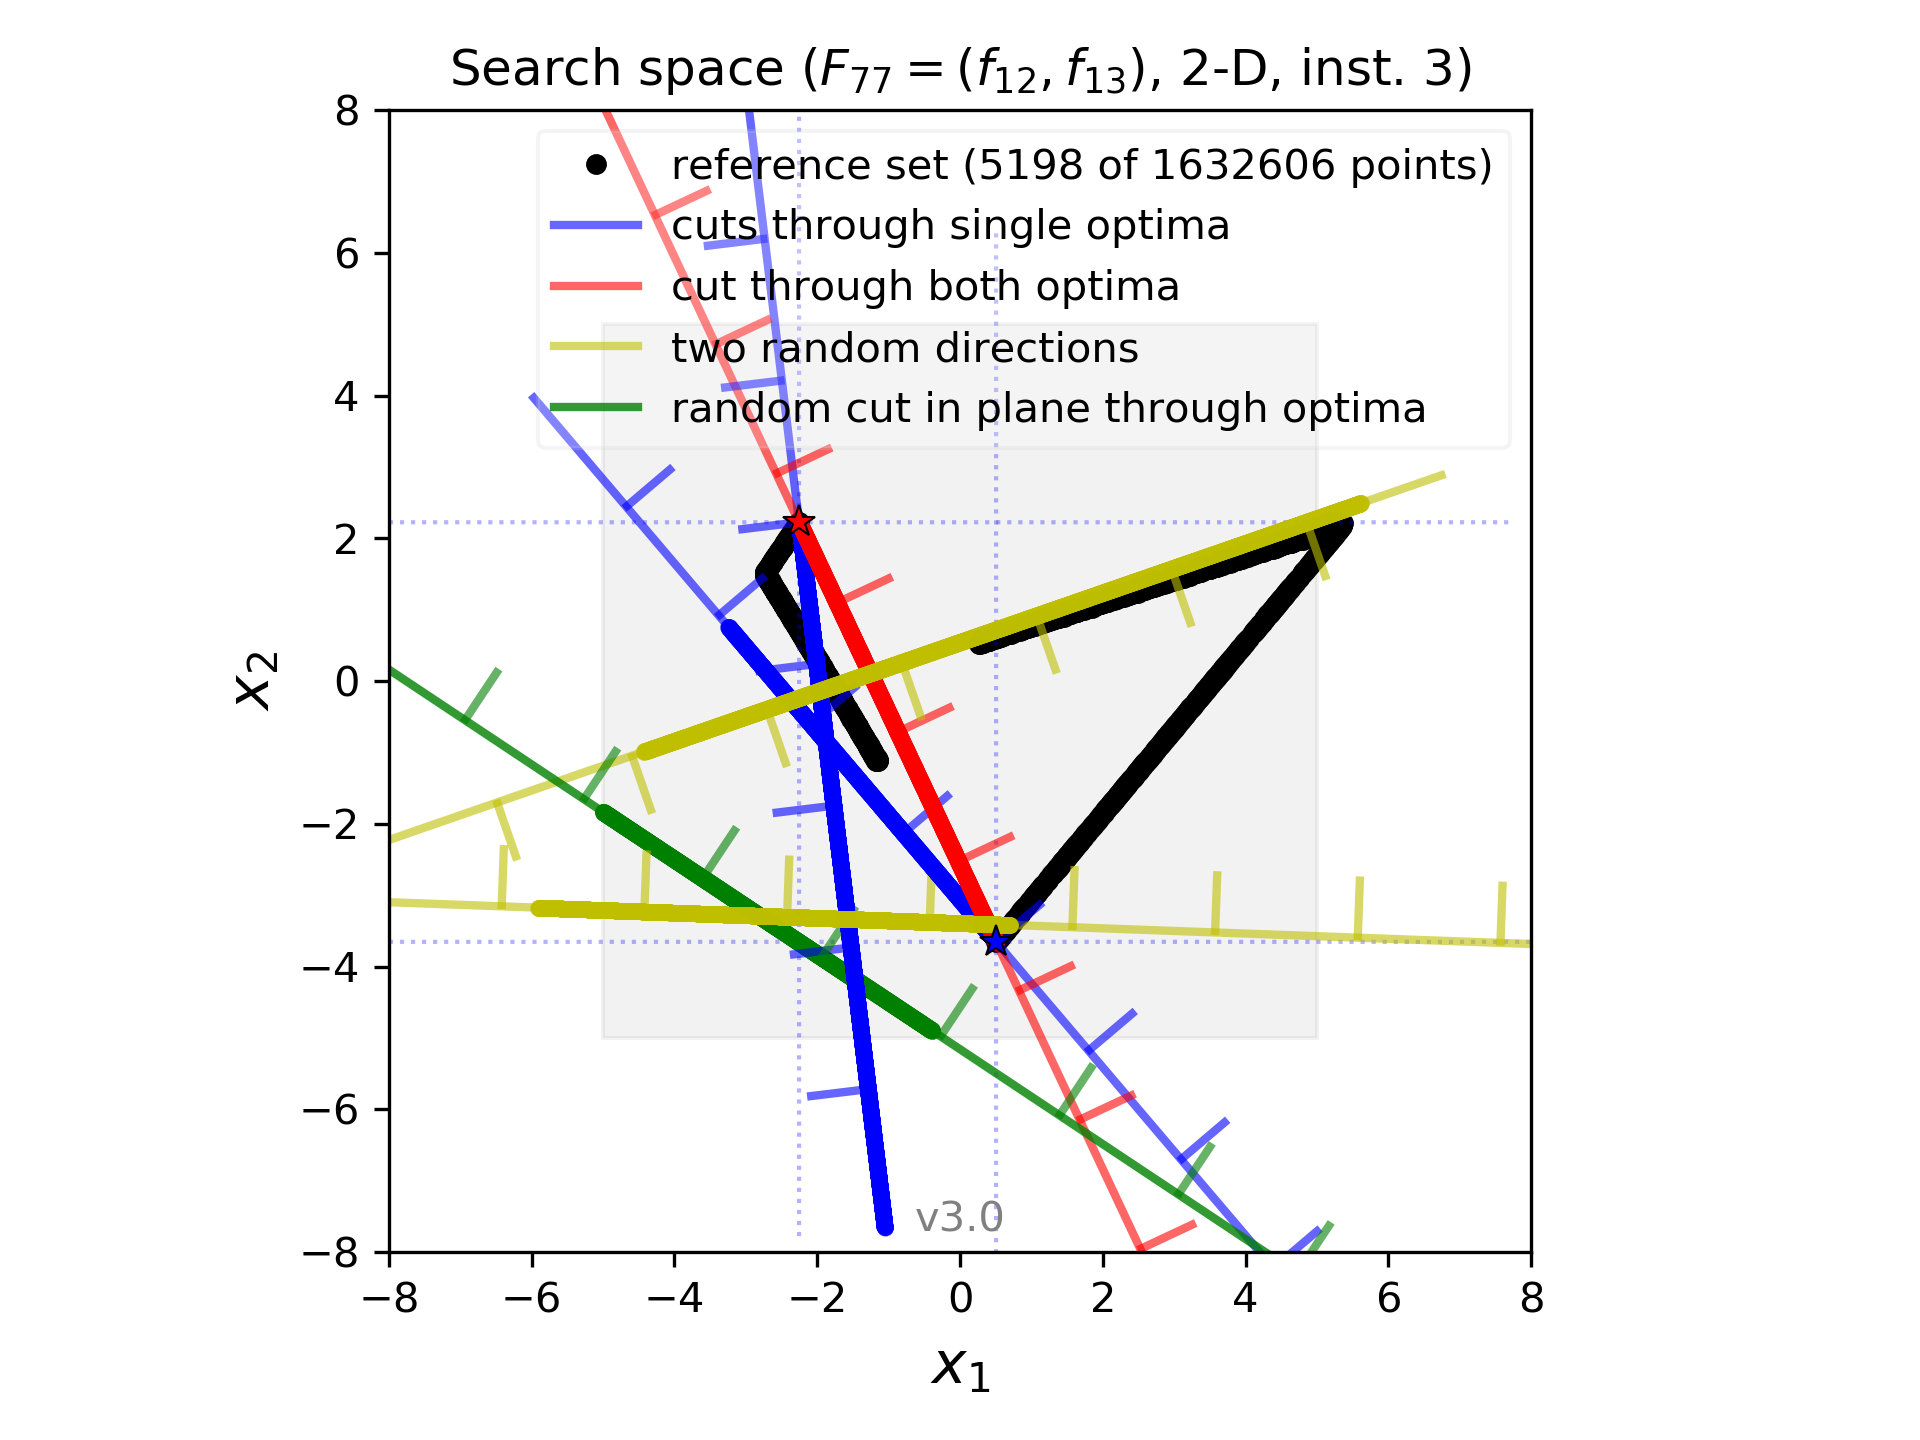 Search space (F77 = (f12, f13), 2-D, inst. 3)
reference set (5198 of 1632606 points)
cuts through single optima
cut through both optima
two random directions
random cut in plane through optima
8
6
4
2
0
−2
−4
−6
−8
x2
v3.0
−8 −6 −4 −2 0 2 4 6 8
x1